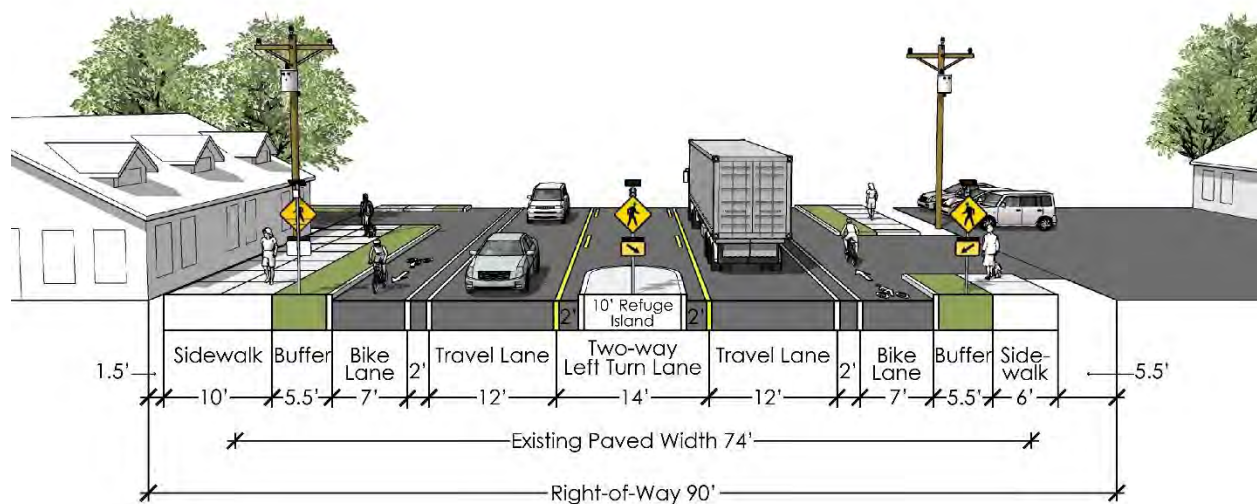 2'
10' Refuge
Island
2'
Sidewalk
Buffer
Bike
Lane
2'
Travel Lane
Two-way
Left Turn Lane
Travel Lane
2'
Bike
Lane
Buffer
Side-
walk
1.5'
10'
5.5'
7'
12'
14'
12'
7'
5.5'
6'
5.5'
Existing Paved Width 74'
Right-of-Way 90'